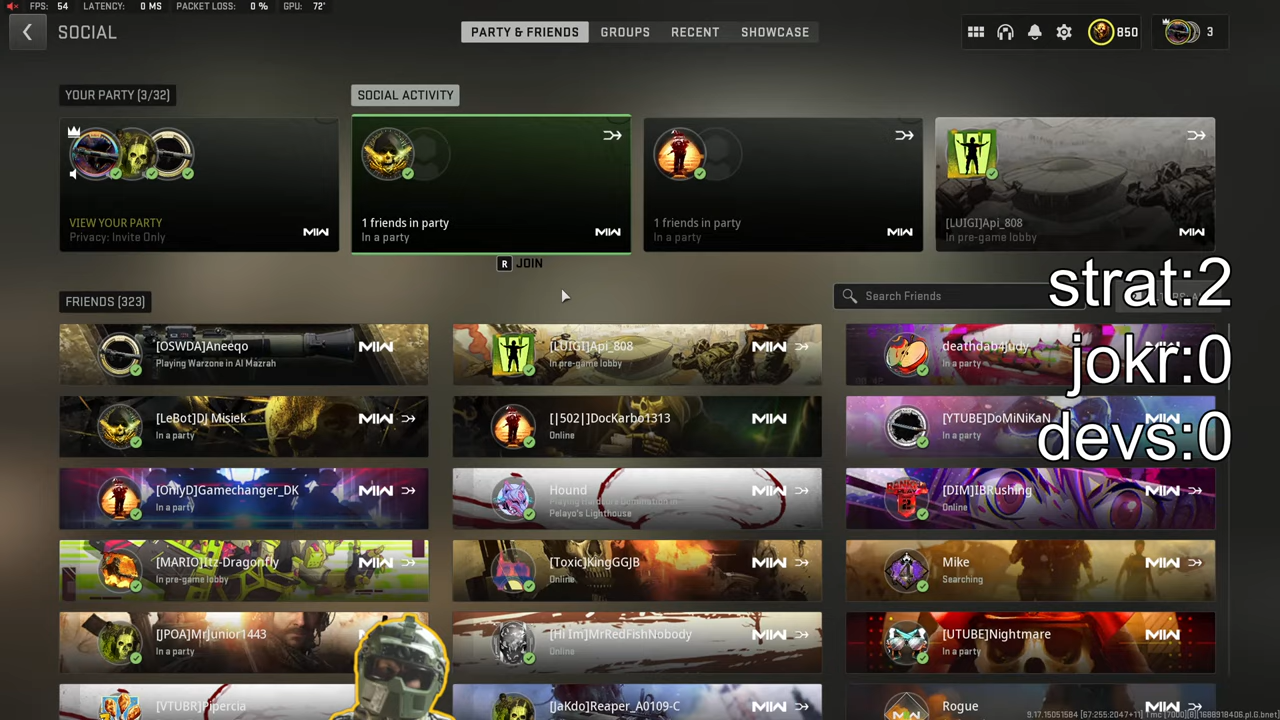 FPS: 54 LATENCY: 0 MS PACKET LOSS: 0 % GPU: 72°
SOCIAL
PARTY & FRIENDS GROUPS RECENT SHOWCASE
850
3
YOUR PARTY [3/32]
SOCIAL ACTIVITY
VIEW YOUR PARTY
Privacy: Invite Only
MW
1 friends in party
In a party
MW
1 friends in party
In a party
MW
[LUIGI]Api_808
In pre-game lobby
MW
R JOIN
FRIENDS [323]
Search Friends
strat:2
jokr:0
devs:0
[OSWDA]Aneeqo
Playing Warzone in Al Mazrah
MW
[LUIGI]Api_808
In pre-game lobby
MW
deathdab4Judy
In a party
[LeBot]DJ Misiek
In a party
MW
[|502|]DocKarbo1313
Online
MW
[YTUBE]DoMiNiKaN
In a party
MW
[OnlyD]Gamechanger_DK
In a party
MW
Hound
Playing Hardcore Domination in
Pelayo's Lighthouse
MW
[DIM]IBRushing
Online
MW
[MARIO]Itz-Dragonfly
In pre-game lobby
MW
[Toxic]KingGGJB
Online
MW
Mike
Searching
MW
[JPOA]MrJunior1443
In a party
MW
[Hi Im]MrRedFishNobody
Online
MW
[UTUBE]Nightmare
In a party
MW
[VTUBR]Pipercia
[JaKdo]Reaper_A0109-C
MW
Rogue
MW